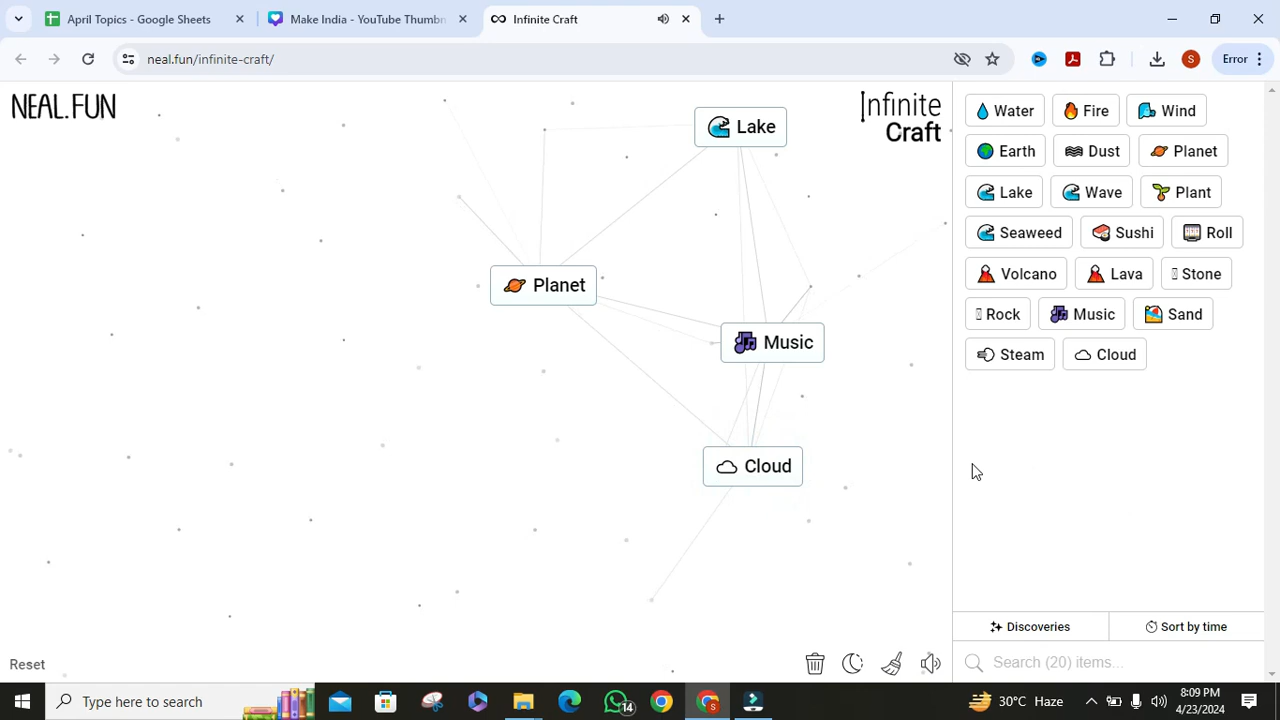 April Topics - Google Sheets
Make India - YouTube Thumbn
Infinite Craft
neal.fun/infinite-craft/
Error
NEAL.FUN
Infinite
Craft
Lake
Planet
Music
Cloud
Water Fire Wind
Earth Dust Planet
Lake Wave Plant
Seaweed Sushi Roll
Volcano Lava Stone
Rock Music Sand
Steam Cloud
Discoveries Sort by time
Reset
Search (20) items...
Type here to search
14
30°C Haze
8:09 PM
4/23/2024